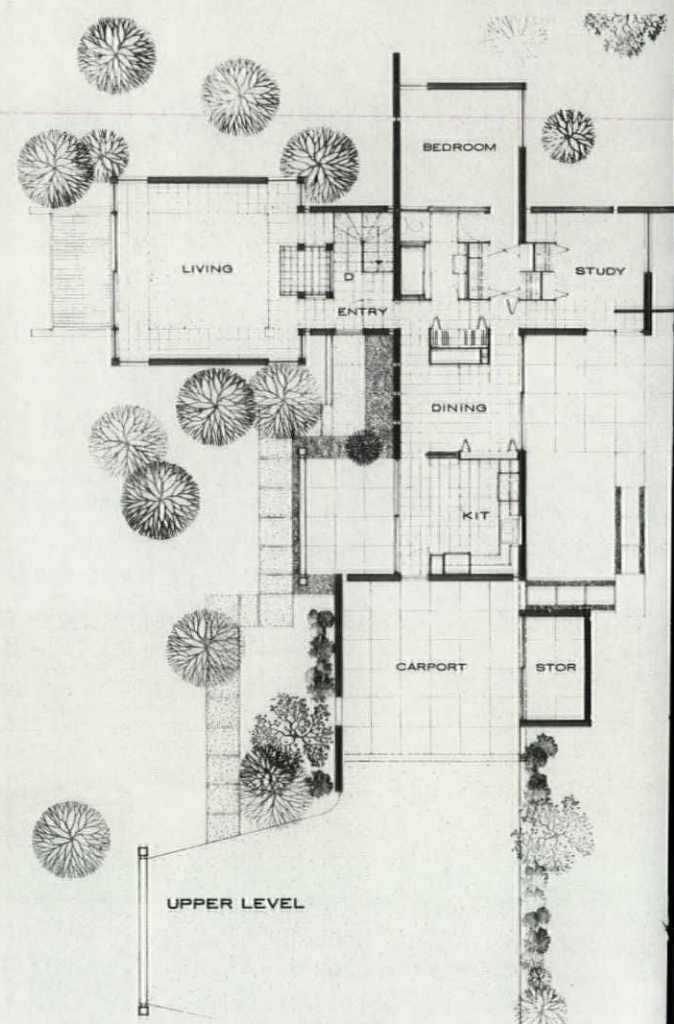 BEDROOM
LIVING
STUDY
D
ENTRY
DINING
KIT
CARPORT
STOR
UPPER LEVEL